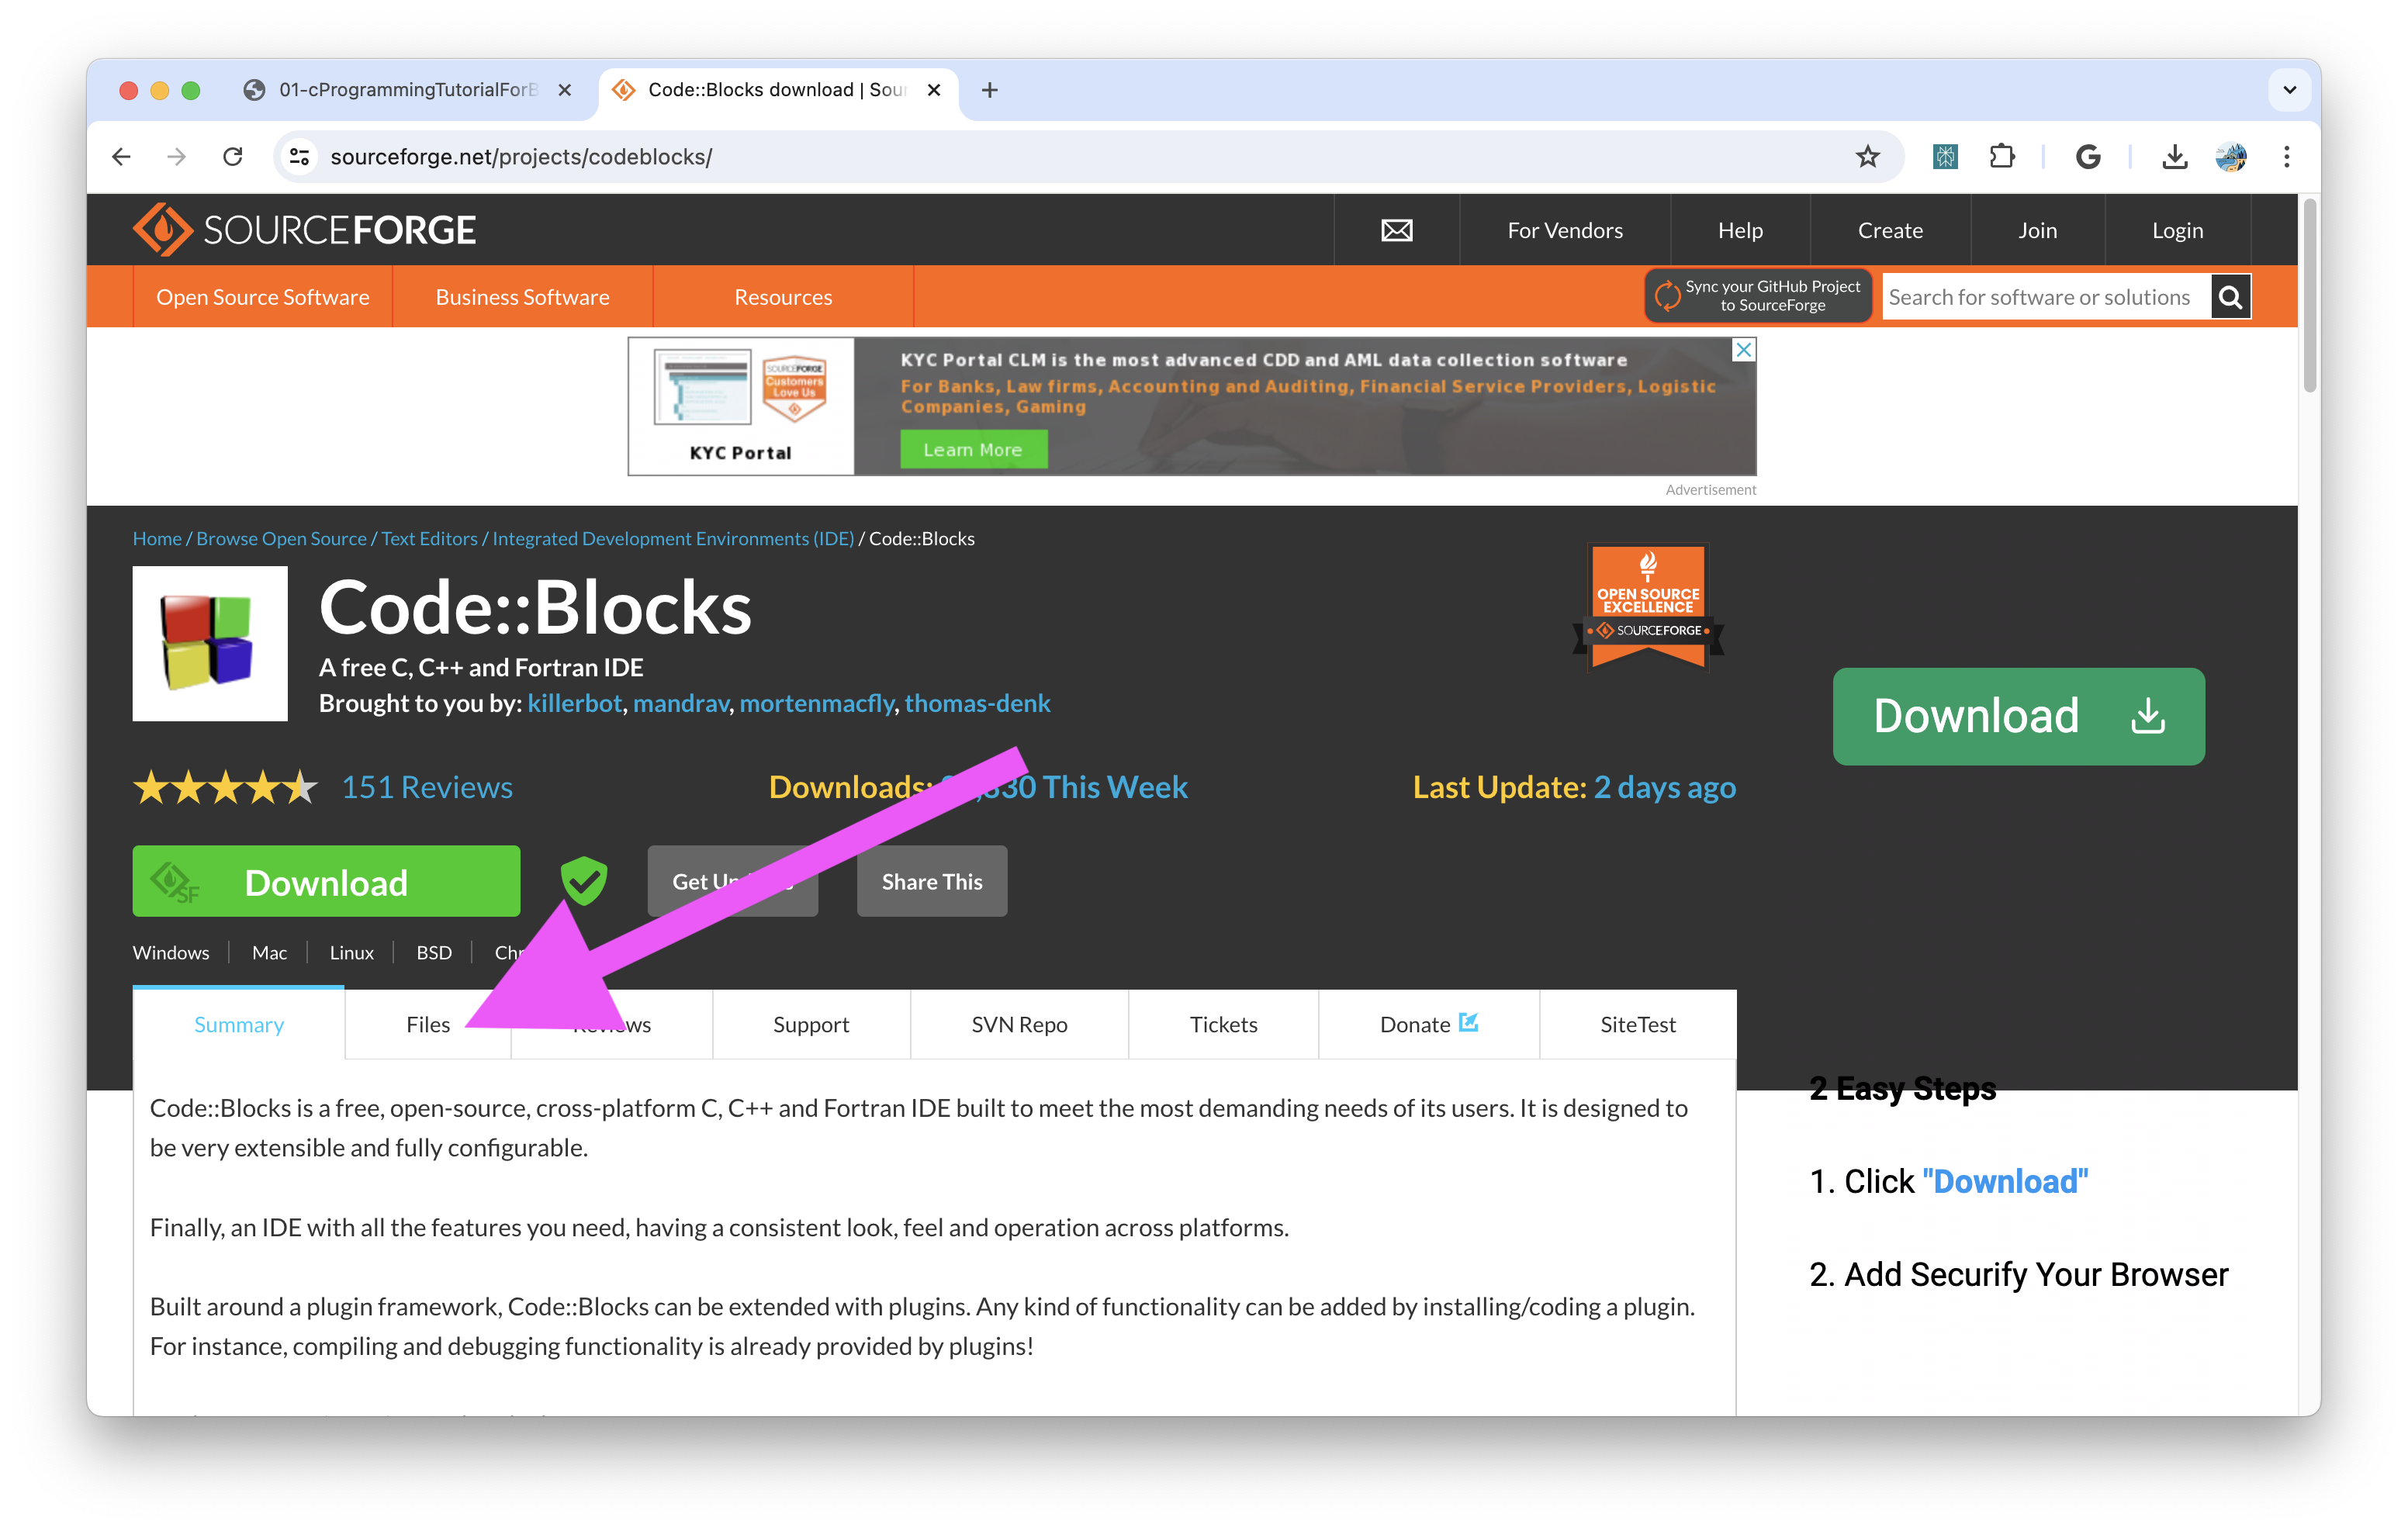 01-cProgrammingTutorialForB
Code::Blocks download | Sour
sourceforge.net/projects/codeblocks/
SOURCEFORGE
For Vendors
Help
Create
Join
Login
Open Source Software
Business Software
Resources
Sync your GitHub Project
to SourceForge
Search for software or solutions
SOURCEFORGE
Customers
Love Us
KYC Portal
KYC Portal CLM is the most advanced CDD and AML data collection software
For Banks, Law firms, Accounting and Auditing, Financial Service Providers, Logistic
Companies, Gaming
Learn More
Advertisement
Home / Browse Open Source / Text Editors / Integrated Development Environments (IDE) / Code::Blocks
Code::Blocks
A free C, C++ and Fortran IDE
Brought to you by: killerbot, mandrav, mortenmacfly, thomas-denk
OPEN SOURCE
EXCELLENCE
SOURCEFORGE
Download
151 Reviews
Downloads: This Week
Last Update: 2 days ago
SF
Download
Get
Share This
Windows
Mac
Linux
BSD
Summary
Files
Reviews
Support
SVN Repo
Tickets
Donate
SiteTest
Code::Blocks is a free, open-source, cross-platform C, C++ and Fortran IDE built to meet the most demanding needs of its users. It is designed to
be very extensible and fully configurable.
Finally, an IDE with all the features you need, having a consistent look, feel and operation across platforms.
Built around a plugin framework, Code::Blocks can be extended with plugins. Any kind of functionality can be added by installing/coding a plugin.
For instance, compiling and debugging functionality is already provided by plugins!
2 Easy Steps
1. Click "Download"
2. Add Securify Your Browser